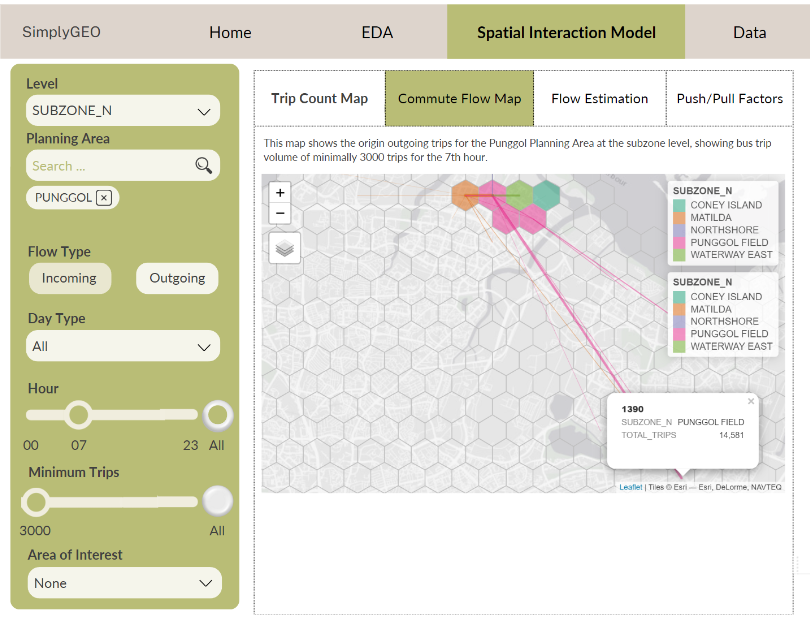 SimplyGEO
Home
EDA
Spatial Interaction Model
Data
Level
SUBZONE_N
Planning Area
Search ...
PUNGGOL
Flow Type
Incoming
Outgoing
Day Type
All
Hour
00
07
23
All
Minimum Trips
3000
All
Area of Interest
None
Trip Count Map
Commute Flow Map
Flow Estimation
Push/Pull Factors
This map shows the origin outgoing trips for the Punggol Planning Area at the subzone level, showing bus trip
volume of minimally 3000 trips for the 7th hour.
+
−
SUBZONE_N
CONEY ISLAND
MATILDA
NORTHSHORE
PUNGGOL FIELD
WATERWAY EAST
SUBZONE_N
CONEY ISLAND
MATILDA
NORTHSHORE
PUNGGOL FIELD
WATERWAY EAST
1390
SUBZONE_N PUNGGOL FIELD
TOTAL_TRIPS 14,581
Leaflet | Tiles © Esri — Esri, DeLorme, NAVTEQ